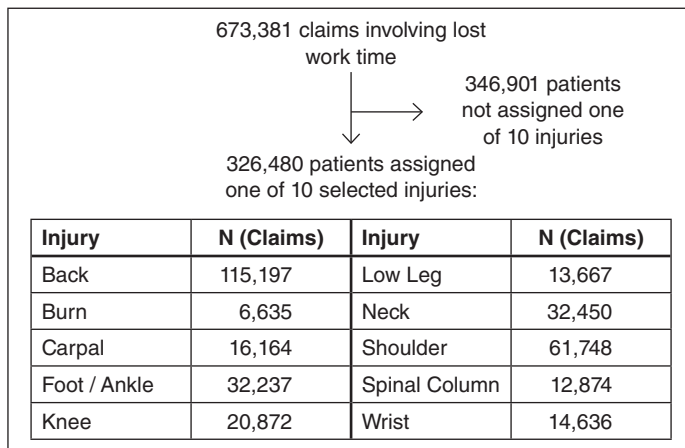 673,381 claims involving lost
work time
346,901 patients
not assigned one
of 10 injuries
326,480 patients assigned
one of 10 selected injuries:
Injury N (Claims) Injury N (Claims)
Back 115,197 Low Leg 13,667
Burn 6,635 Neck 32,450
Carpal 16,164 Shoulder 61,748
Foot / Ankle 32,237 Spinal Column 12,874
Knee 20,872 Wrist 14,636